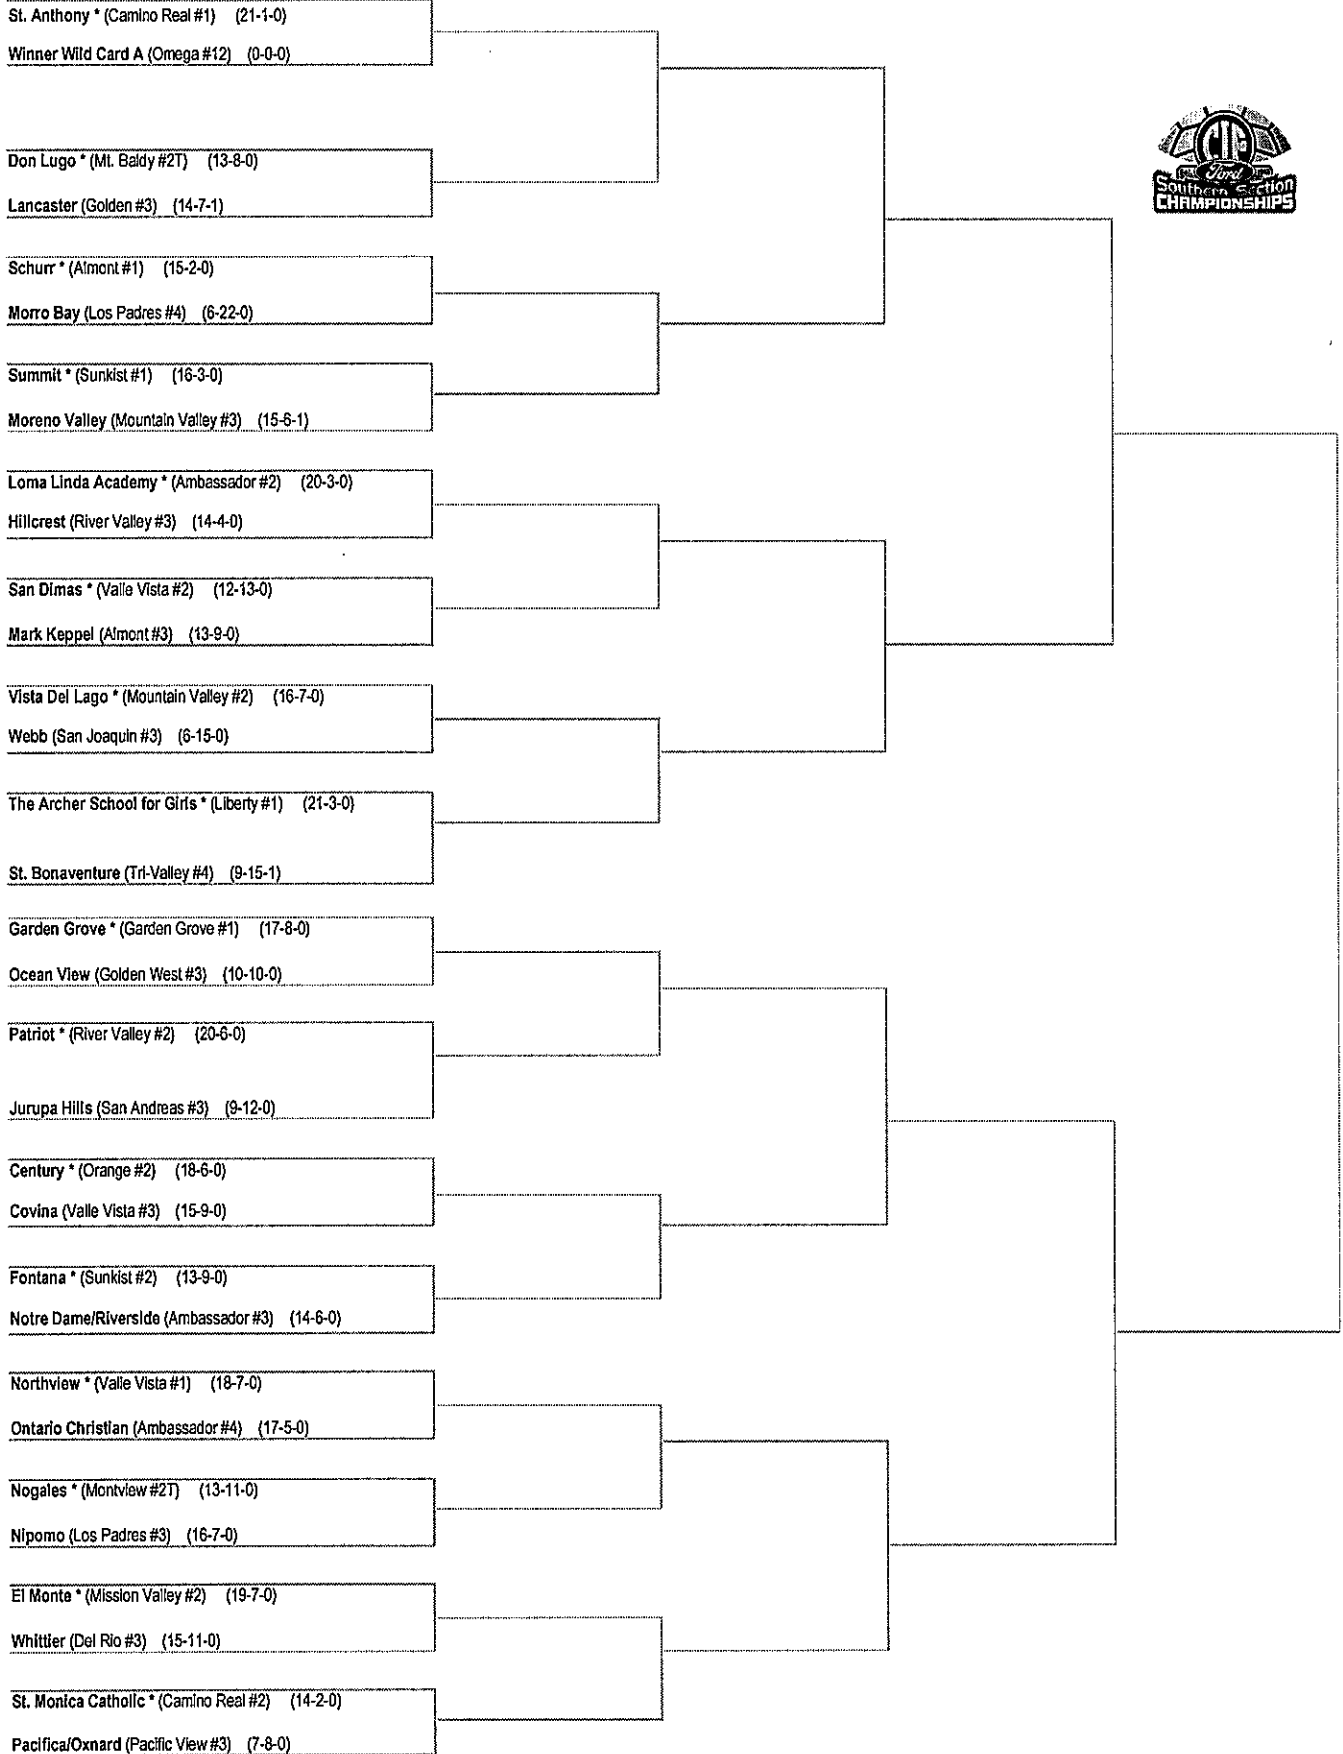 St. Anthony * (Camino Real #1) (21-1-0)
Winner Wild Card A (Omega #12) (0-0-0)
Don Lugo * (Mt. Baldy #2T) (13-8-0)
Lancaster (Golden #3) (14-7-1)
Schurr * (Almont #1) (15-2-0)
Morro Bay (Los Padres #4) (6-22-0)
Summit * (Sunkist #1) (16-3-0)
Moreno Valley (Mountain Valley #3) (15-6-1)
Loma Linda Academy * (Ambassador #2) (20-3-0)
Hillcrest (River Valley #3) (14-4-0)
San Dimas * (Valle Vista #2) (12-13-0)
Mark Keppel (Almont #3) (13-9-0)
Vista Del Lago * (Mountain Valley #2) (16-7-0)
Webb (San Joaquin #3) (6-15-0)
The Archer School for Girls * (Liberty #1) (21-3-0)
St. Bonaventure (Tri-Valley #4) (9-15-1)
Garden Grove * (Garden Grove #1) (17-8-0)
Ocean View (Golden West #3) (10-10-0)
Patriot * (River Valley #2) (20-6-0)
Jurupa Hills (San Andreas #3) (9-12-0)
Century * (Orange #2) (18-6-0)
Covina (Valle Vista #3) (15-9-0)
Fontana * (Sunkist #2) (13-9-0)
Notre Dame/Riverside (Ambassador #3) (14-6-0)
Northview * (Valle Vista #1) (18-7-0)
Ontario Christian (Ambassador #4) (17-5-0)
Nogales * (Montview #2T) (13-11-0)
Nipomo (Los Padres #3) (16-7-0)
El Monte * (Mission Valley #2) (19-7-0)
Whittier (Del Rio #3) (15-11-0)
St. Monica Catholic * (Camino Real #2) (14-2-0)
Pacifica/Oxnard (Pacific View #3) (7-8-0)
CIF
Ford
Southern Section
CHAMPIONSHIPS